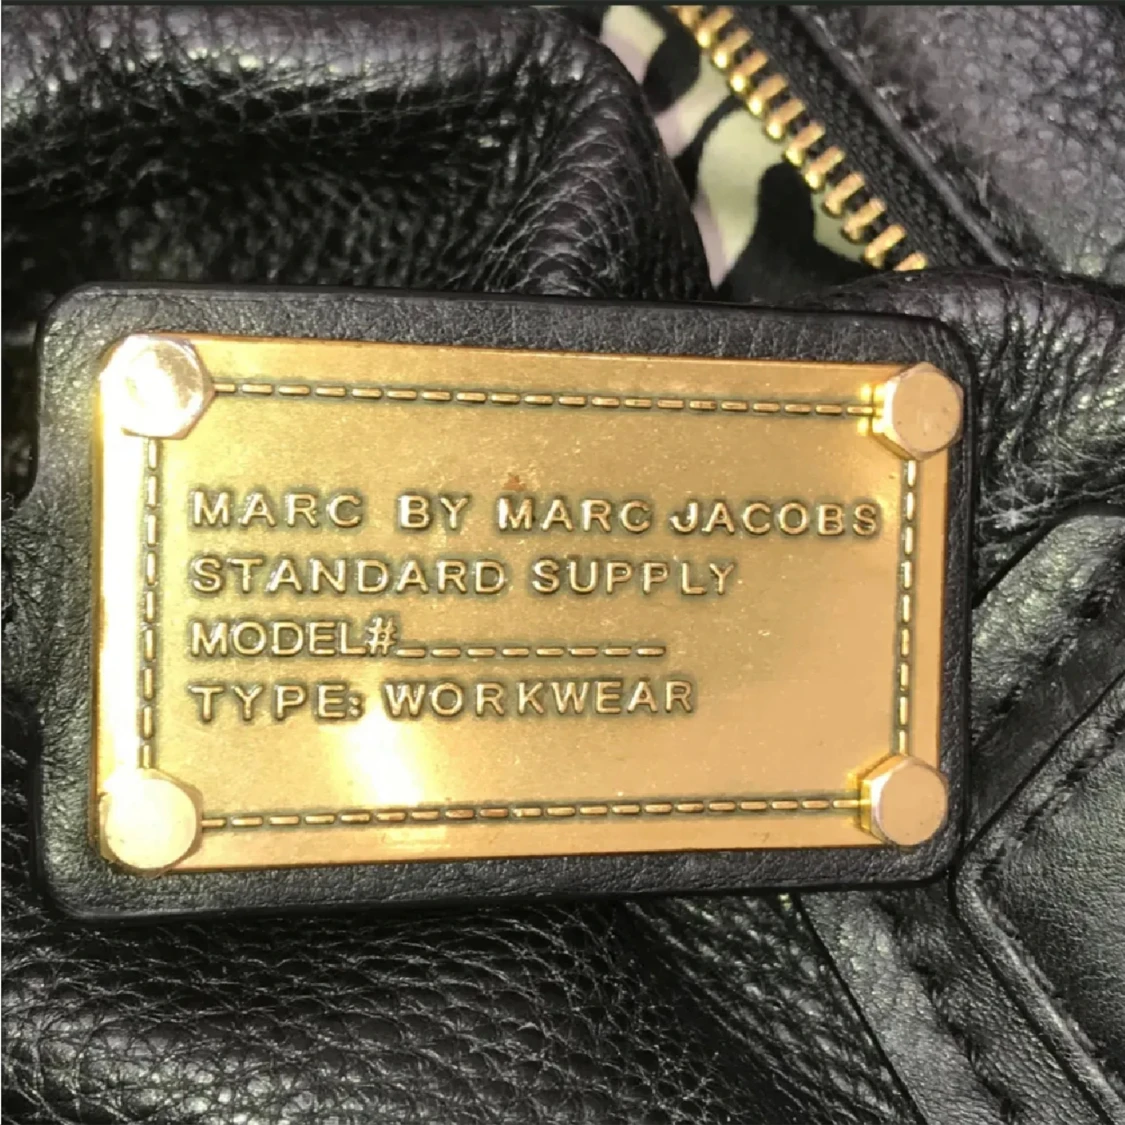 MARC BY MARC JACOBS
STANDARD SUPPLY
MODEL#________
TYPE: WORKWEAR